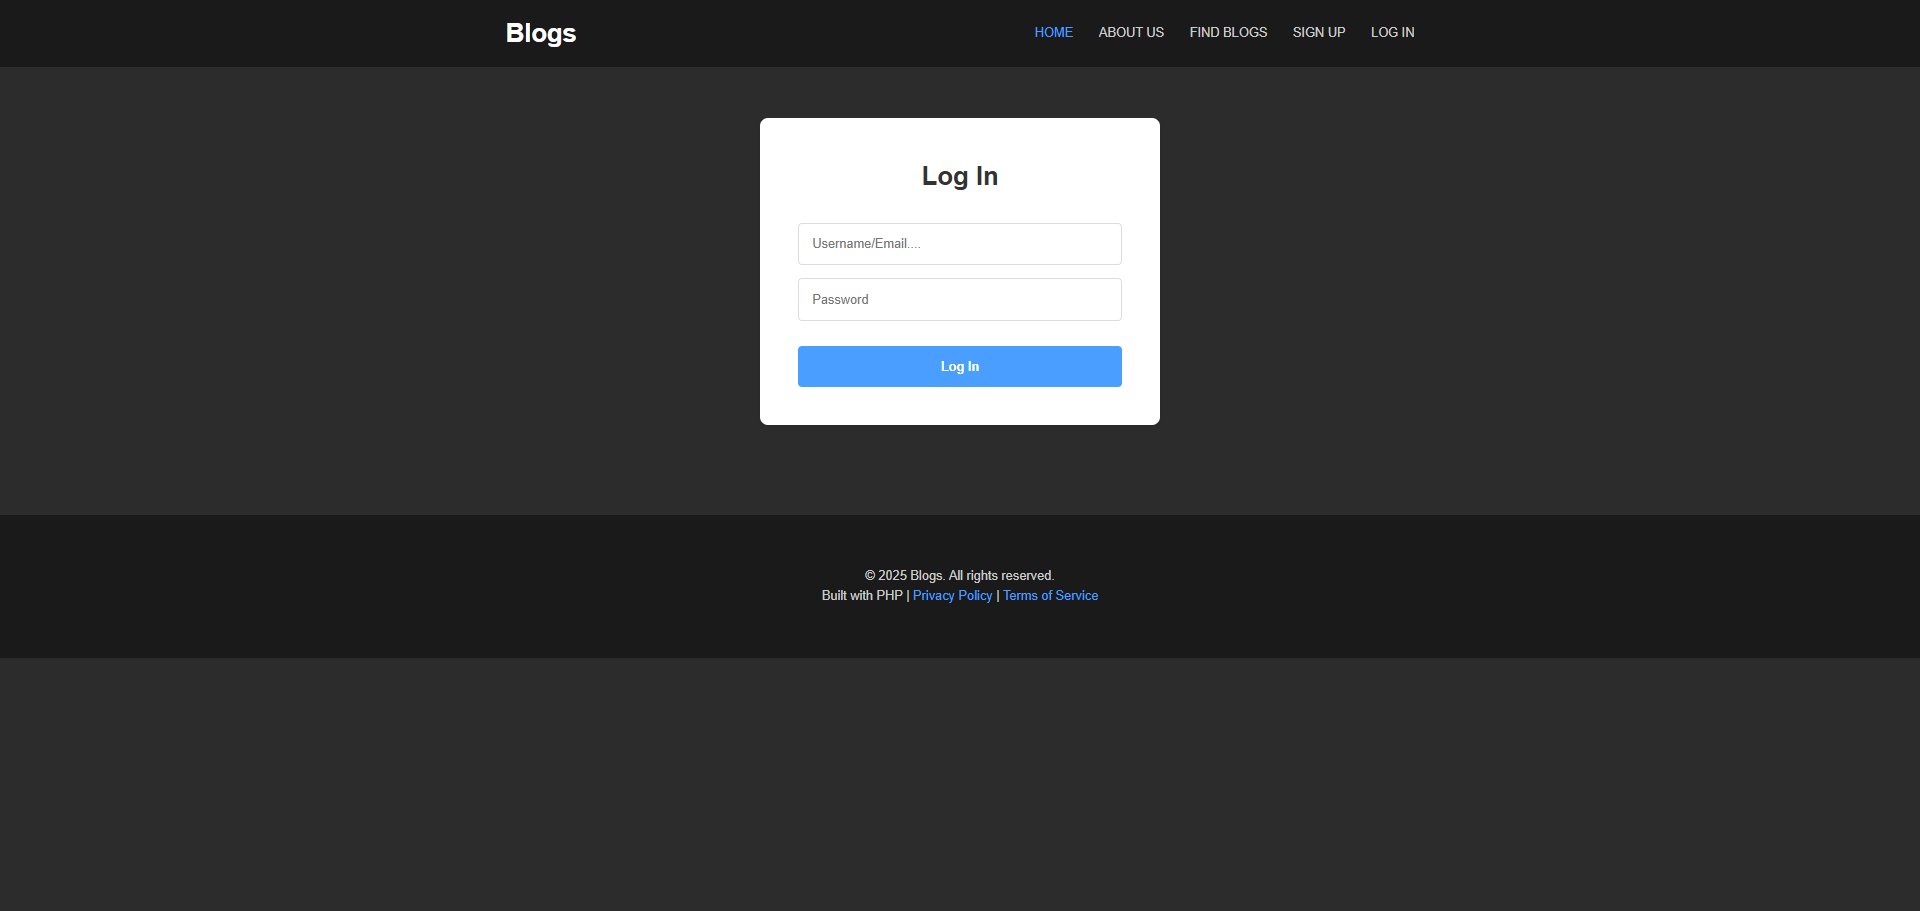 Blogs
HOME ABOUT US FIND BLOGS SIGN UP LOG IN
Log In
Username/Email....
Password
Log In
© 2025 Blogs. All rights reserved.
Built with PHP | Privacy Policy | Terms of Service